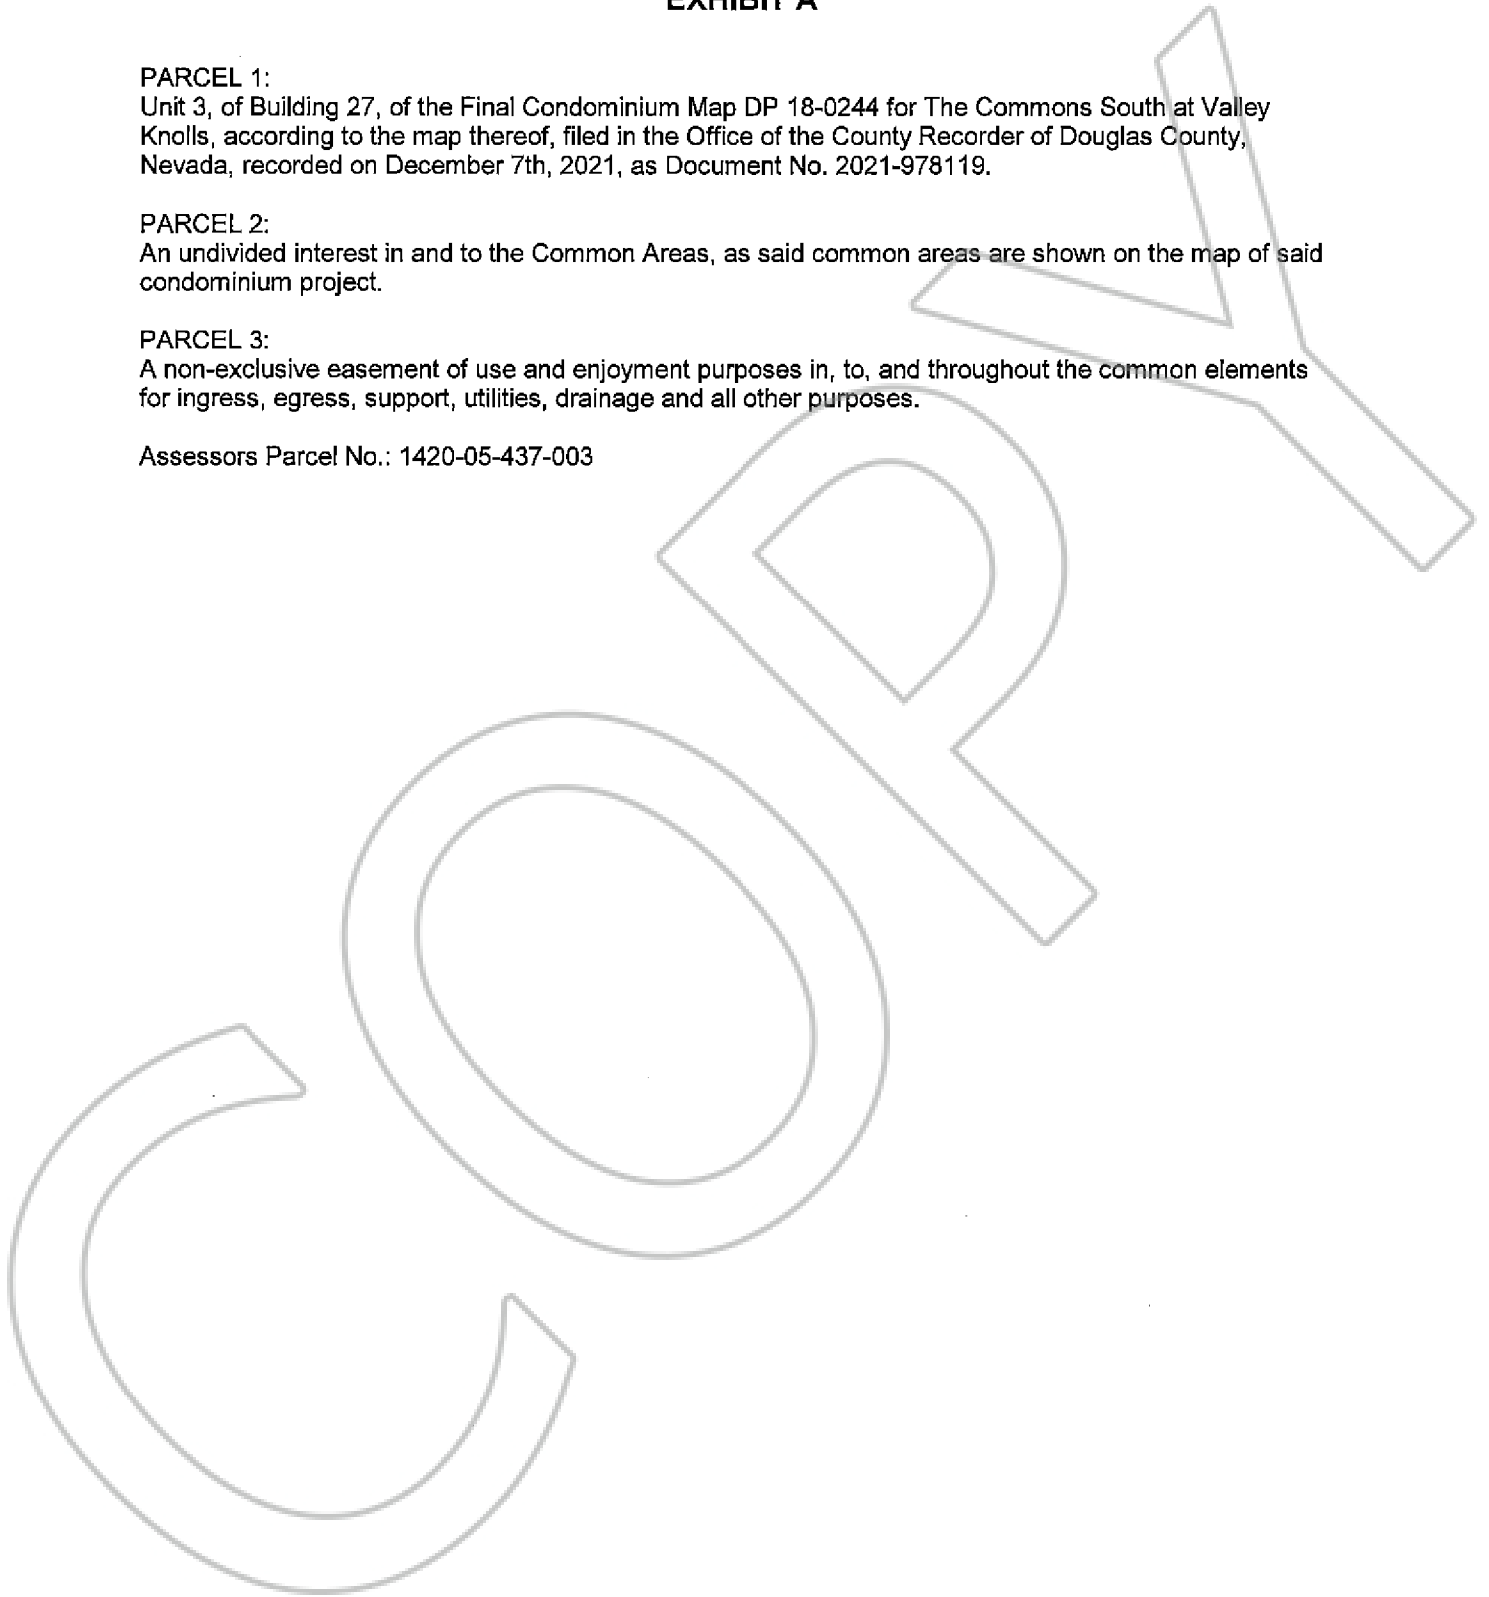 EXHIBIT A
PARCEL 1:
Unit 3, of Building 27, of the Final Condominium Map DP 18-0244 for The Commons South at Valley
Knolls, according to the map thereof, filed in the Office of the County Recorder of Douglas County,
Nevada, recorded on December 7th, 2021, as Document No. 2021-978119.
PARCEL 2:
An undivided interest in and to the Common Areas, as said common areas are shown on the map of said
condominium project.
PARCEL 3:
A non-exclusive easement of use and enjoyment purposes in, to, and throughout the common elements
for ingress, egress, support, utilities, drainage and all other purposes.
Assessors Parcel No.: 1420-05-437-003
COPY